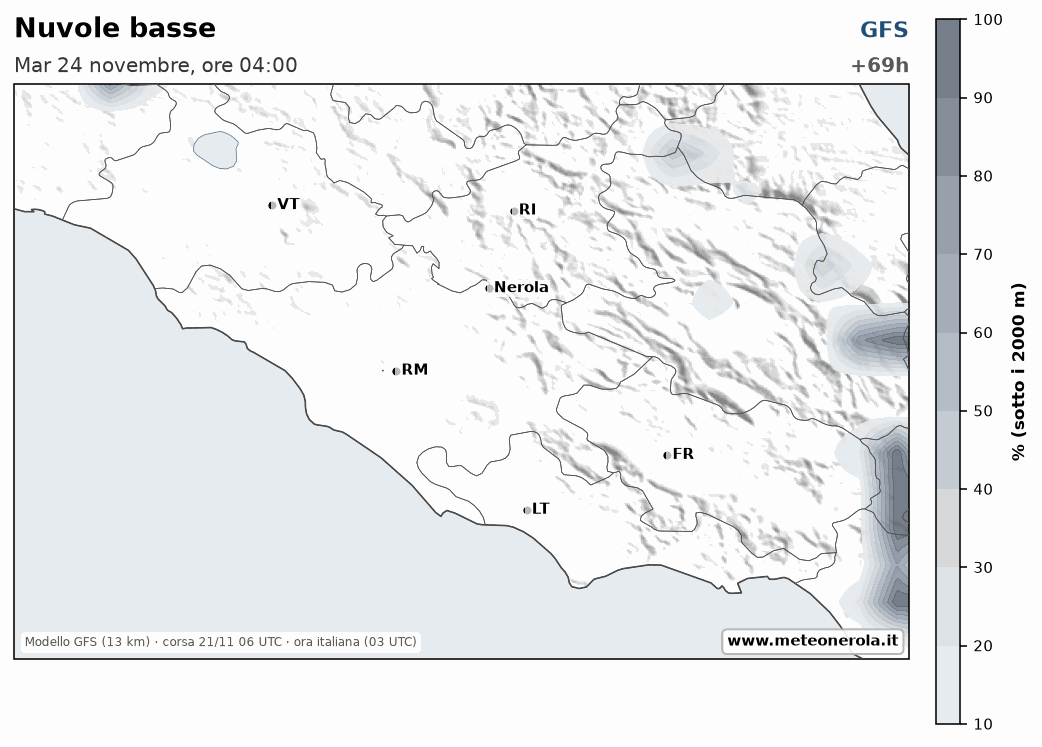 Nuvole basse
GFS
Mar 24 novembre, ore 04:00
+69h
VT
RI
Nerola
RM
FR
LT
Modello GFS (13 km) · corsa 21/11 06 UTC · ora italiana (03 UTC)
www.meteonerola.it
100
90
80
70
60
50
40
30
20
10
% (sotto i 2000 m)